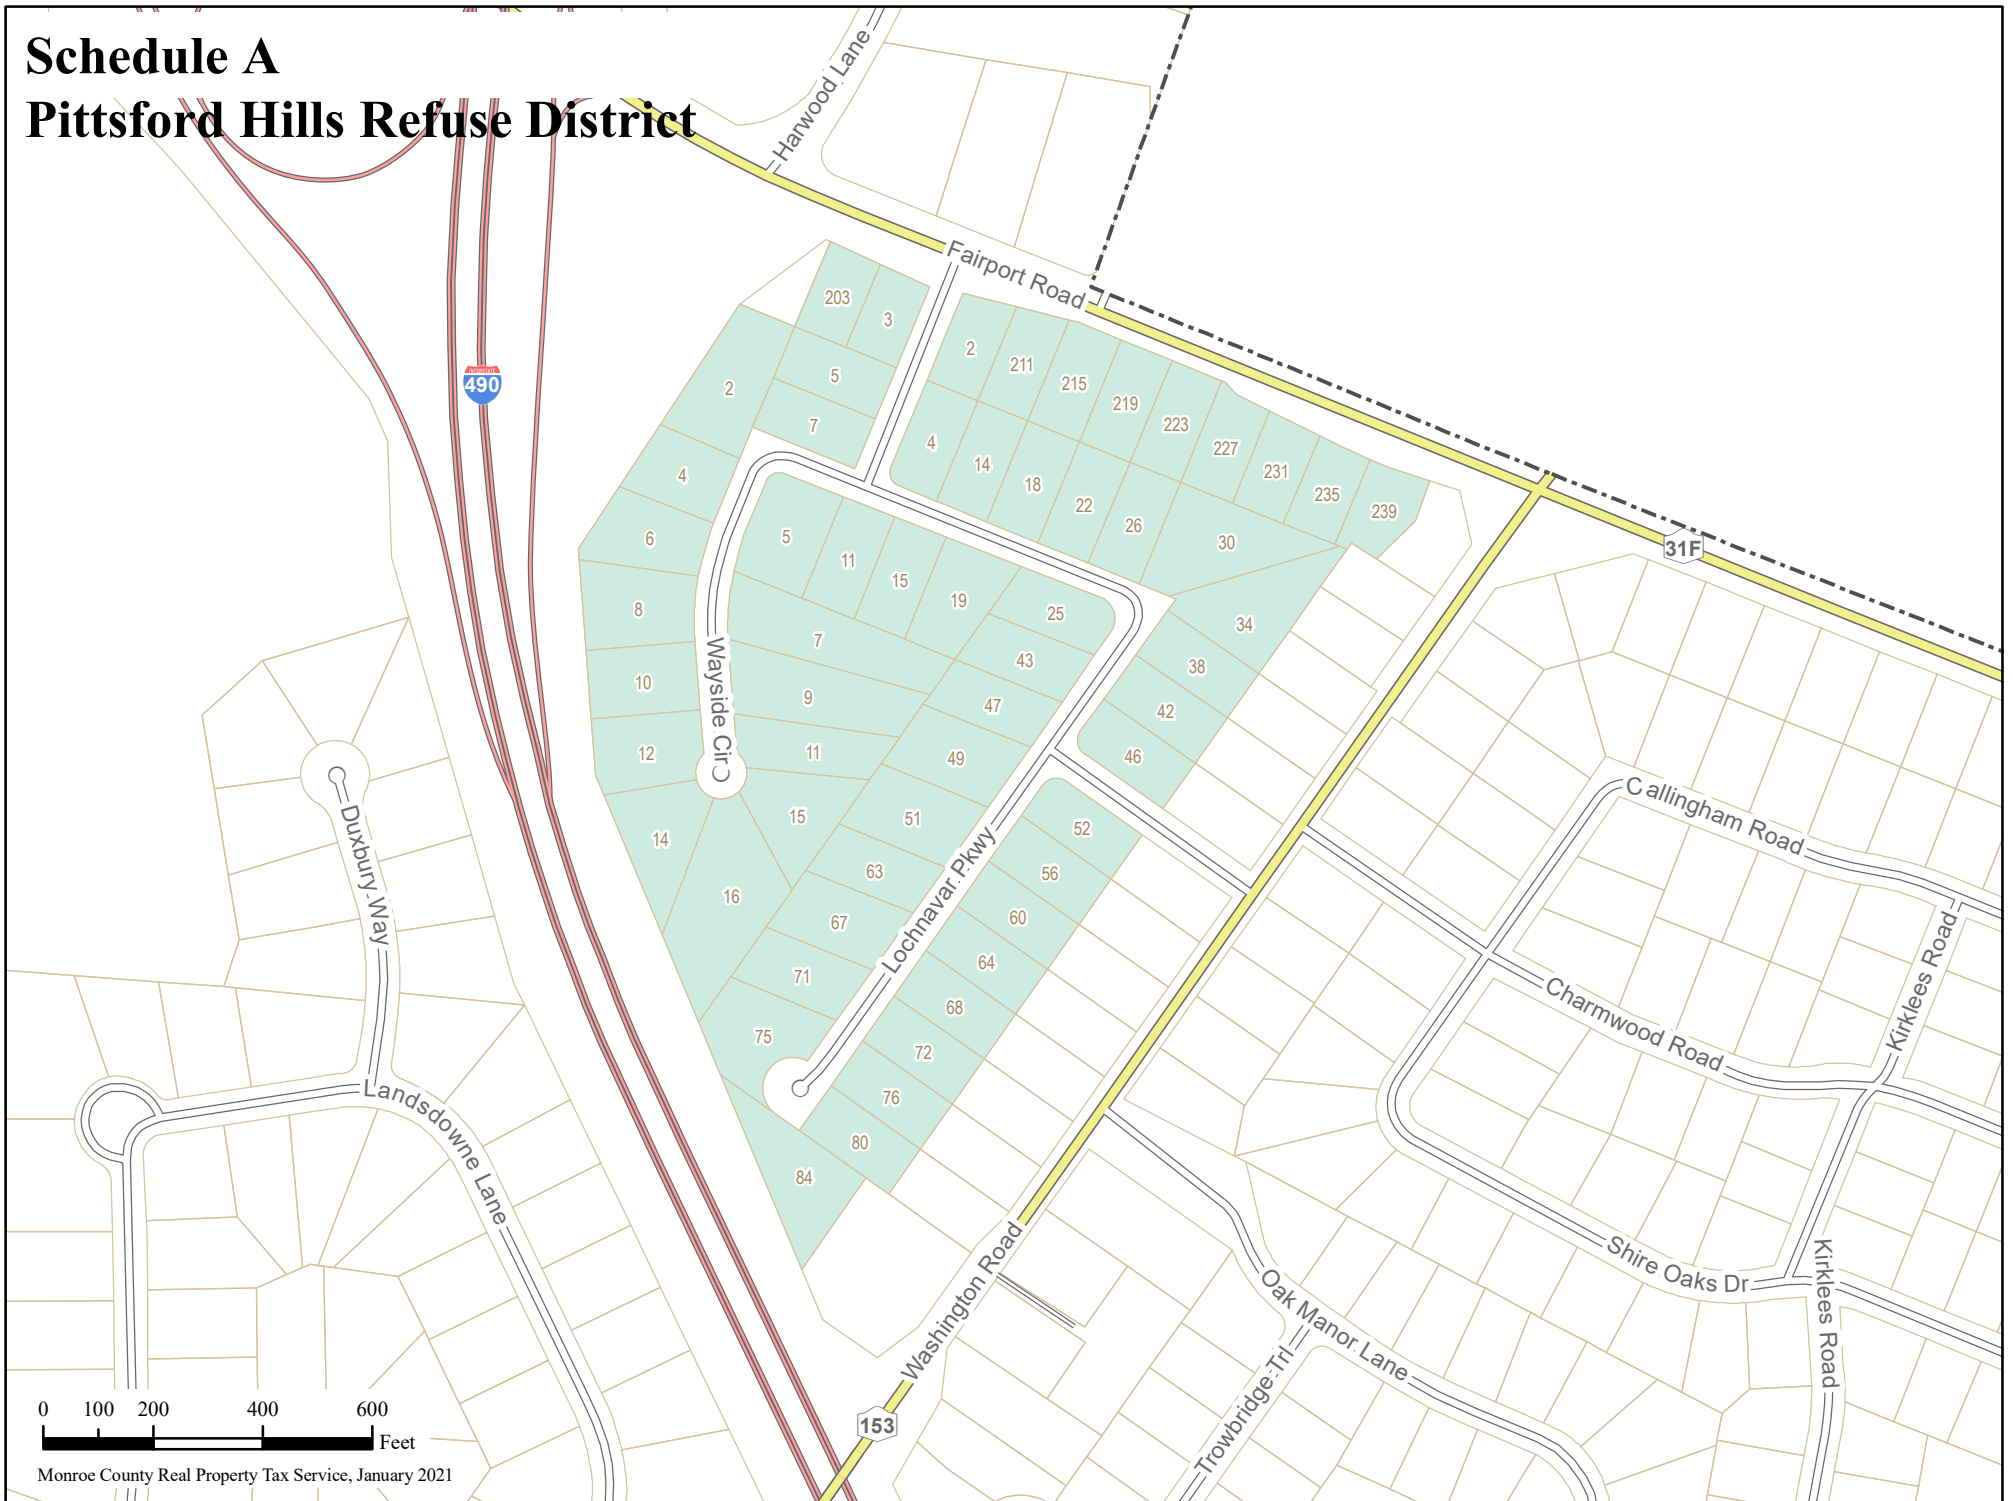 Schedule A
Pittsford Hills Refuse District
Harwood Lane
Fairport Road
203
3
2
5
7
2
211
215
219
223
227
231
235
239
INTERSTATE
490
2
4
6
8
10
12
14
16
4
14
18
22
26
30
31F
5
11
15
19
25
34
7
43
38
9
47
42
11
49
46
15
51
52
63
56
67
60
71
64
75
68
72
76
80
84
Wayside Cir
Lochnavar Pkwy
Duxbury Way
Landsdowne Lane
Callingham Road
Kirklees Road
Charmwood Road
Shire Oaks Dr
Kirklees Road
Oak Manor Lane
Trowbridge Trl
Washington Road
153
0 100 200 400 600
Feet
Monroe County Real Property Tax Service, January 2021